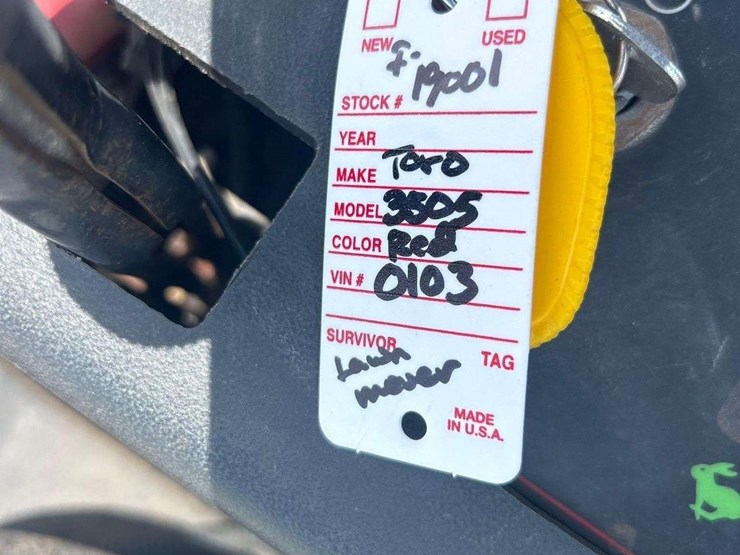 NEW USED
F-19001
STOCK #
YEAR
MAKE Toro
MODEL 3505
COLOR Red
VIN # 0103
SURVIVOR TAG
Lawn
mower
MADE
IN U.S.A.